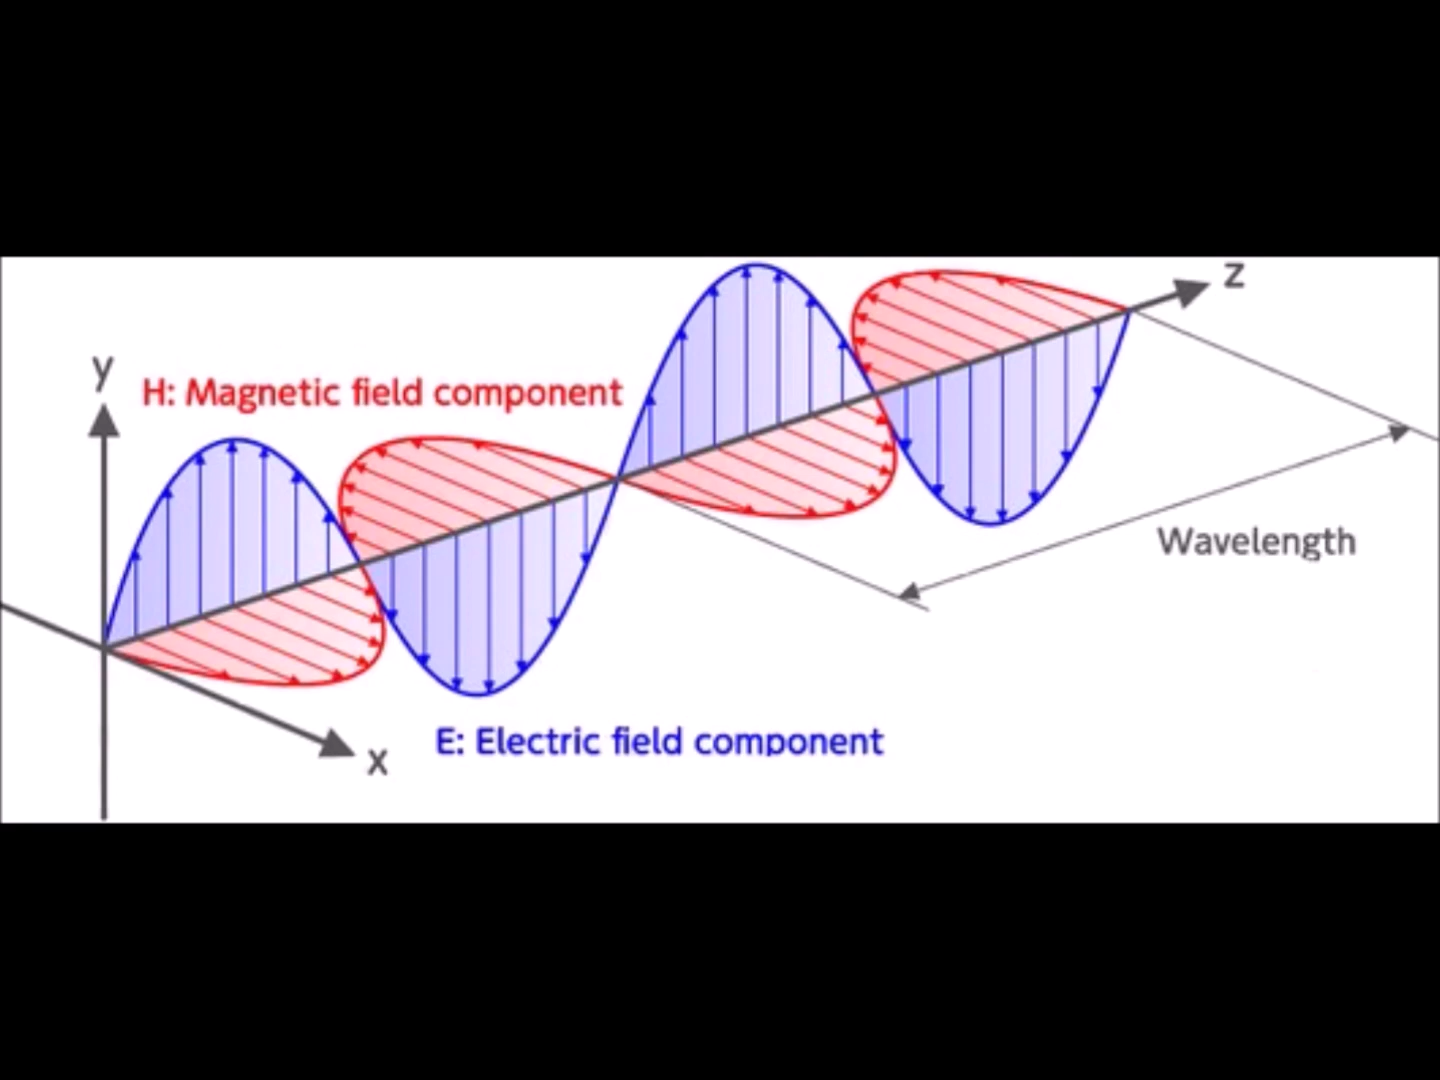 z
y
H: Magnetic field component
Wavelength
E: Electric field component
x